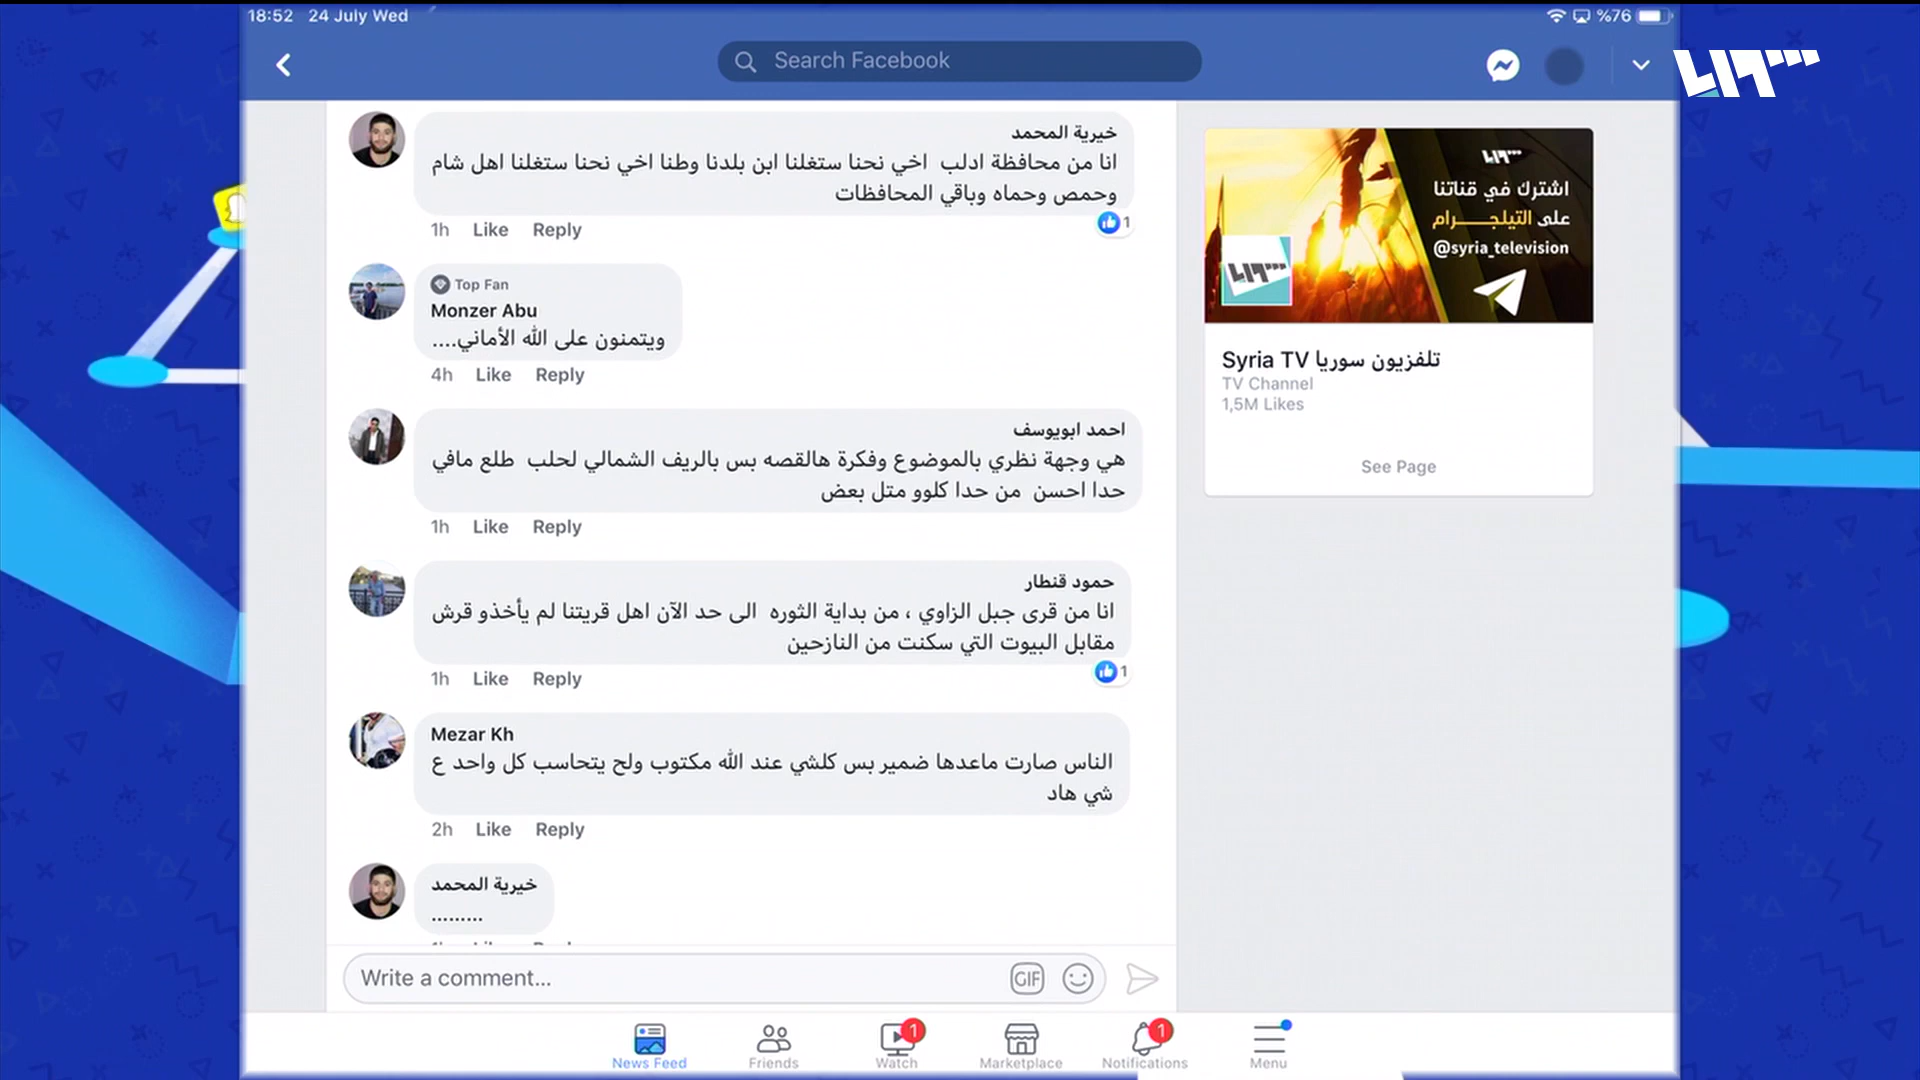 18:52 24 July Wed
%76
Search Facebook
خيرية المحمد
انا من محافظة ادلب اخي نحنا ستغلنا ابن بلدنا وطنا اخي نحنا ستغلنا اهل شام
وحمص وحماه وباقي المحافظات
1
1h Like Reply
Top Fan
Monzer Abu
ويتمنون على الله الأماني....
4h Like Reply
احمد ابويوسف
هي وجهة نظري بالموضوع وفكرة هالقصه بس بالريف الشمالي لحلب طلع مافي
حدا احسن من حدا كلوو متل بعض
1h Like Reply
حمود قنطار
انا من قرى جبل الزاوي ، من بداية الثوره الى حد الآن اهل قريتنا لم يأخذو قرش
مقابل البيوت التي سكنت من النازحين
1
1h Like Reply
Mezar Kh
الناس صارت ماعدها ضمير بس كلشي عند الله مكتوب ولح يتحاسب كل واحد ع
شي هاد
2h Like Reply
خيرية المحمد
.........
Write a comment...
GIF
اشترك في قناتنا
على التيلجـــرام
@syria_television
Syria TV تلفزيون سوريا
TV Channel
1,5M Likes
See Page
News Feed
Friends
1
Watch
Marketplace
1
Notifications
Menu